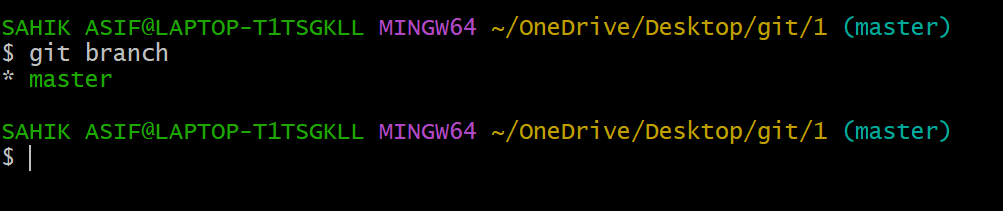 SAHIK ASIF@LAPTOP-T1TSGKLL MINGW64 ~/OneDrive/Desktop/git/1 (master)
$ git branch
* master
SAHIK ASIF@LAPTOP-T1TSGKLL MINGW64 ~/OneDrive/Desktop/git/1 (master)
$